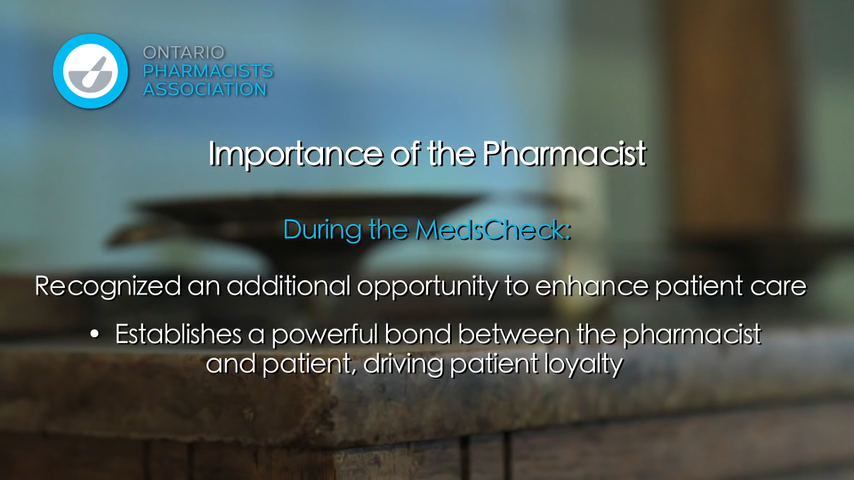 ONTARIO
PHARMACISTS
ASSOCIATION
Importance of the Pharmacist
During the MedsCheck:
Recognized an additional opportunity to enhance patient care
• Establishes a powerful bond between the pharmacist
and patient, driving patient loyalty